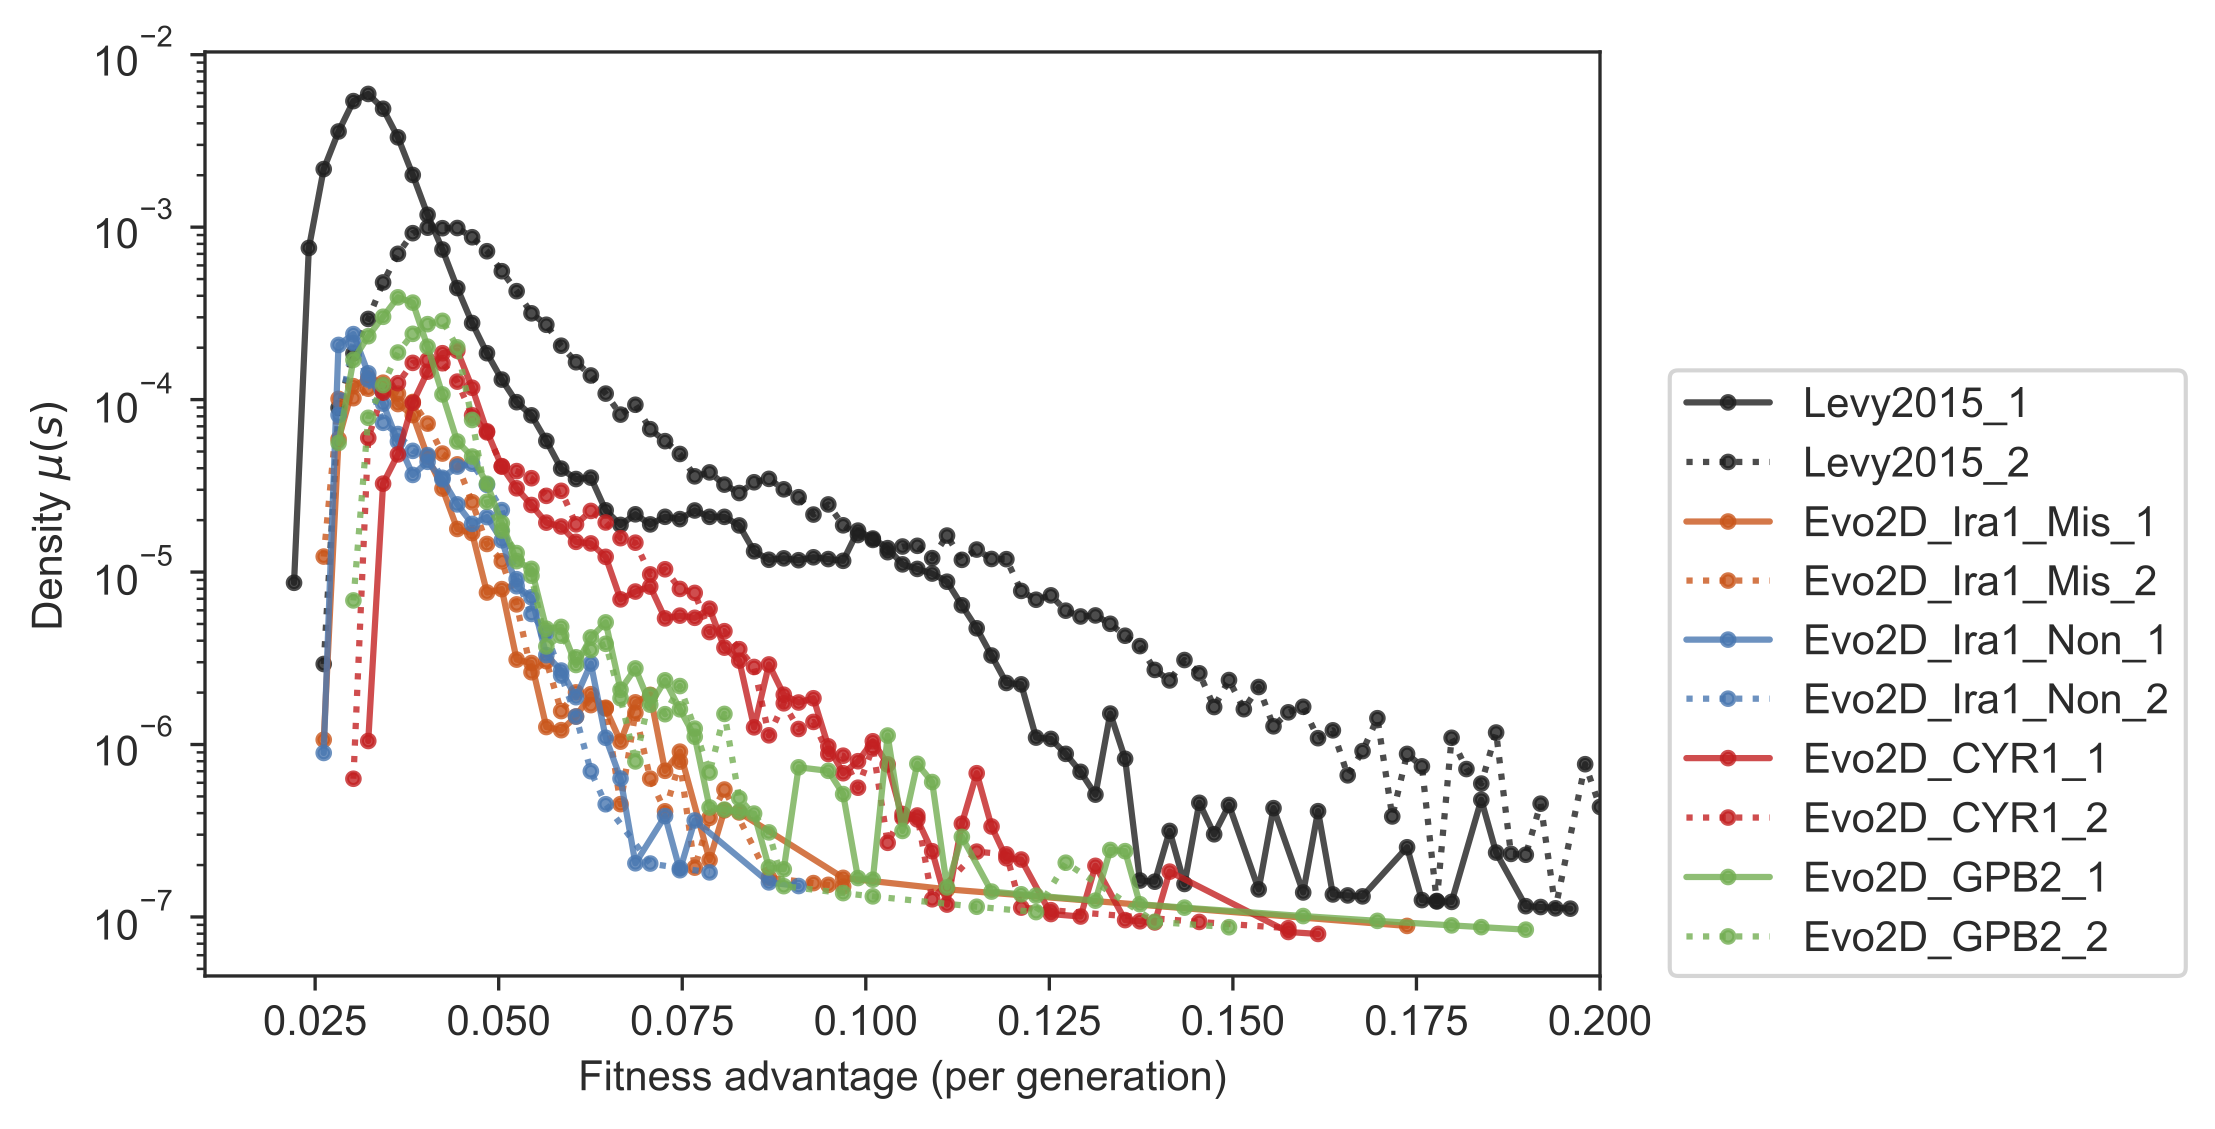 10−2
10−3
10−4
10−5
10−6
10−7
Density μ(s)
0.025 0.050 0.075 0.100 0.125 0.150 0.175 0.200
Fitness advantage (per generation)
Levy2015_1
Levy2015_2
Evo2D_Ira1_Mis_1
Evo2D_Ira1_Mis_2
Evo2D_Ira1_Non_1
Evo2D_Ira1_Non_2
Evo2D_CYR1_1
Evo2D_CYR1_2
Evo2D_GPB2_1
Evo2D_GPB2_2